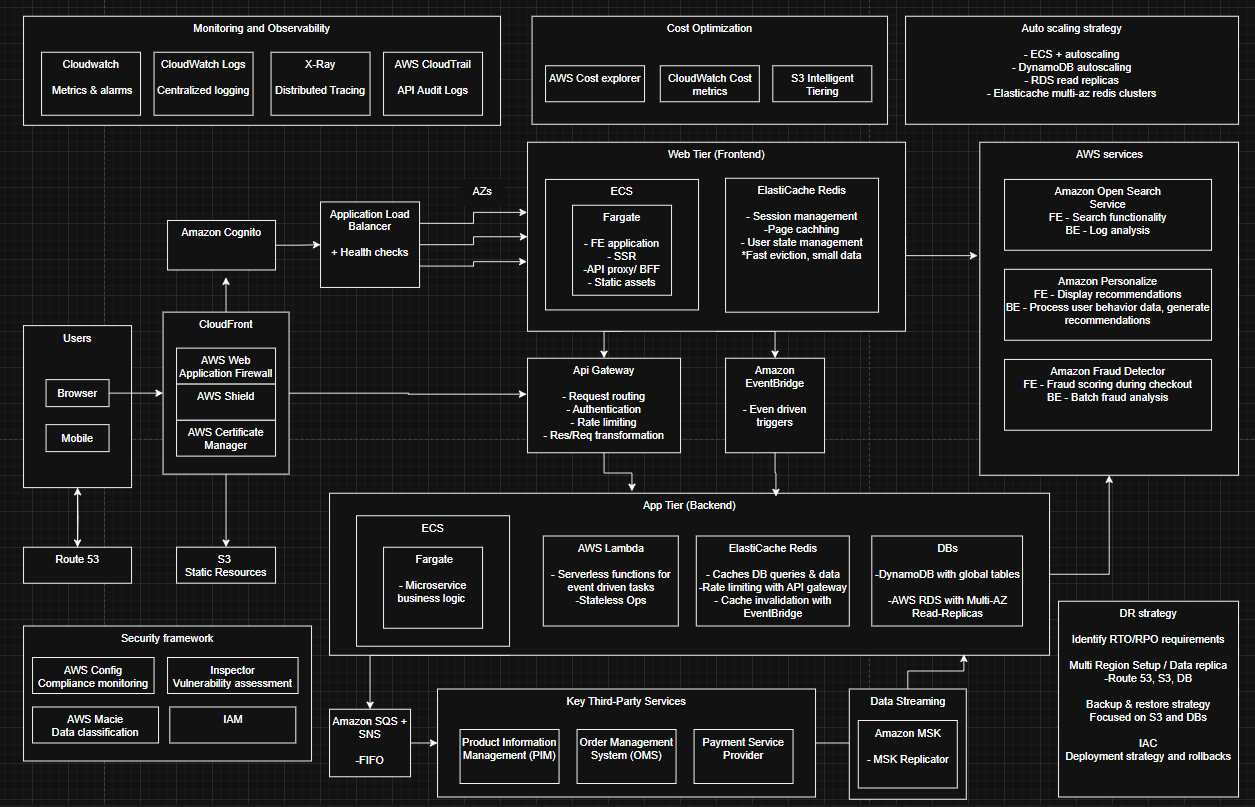 Monitoring and Observability
Cloudwatch
Metrics & alarms
CloudWatch Logs
Centralized logging
X-Ray
Distributed Tracing
AWS CloudTrail
API Audit Logs
Cost Optimization
AWS Cost explorer
CloudWatch Cost
metrics
S3 Intelligent
Tiering
Auto scaling strategy
- ECS + autoscaling
- DynamoDB autoscaling
- RDS read replicas
- Elasticache multi-az redis clusters
Web Tier (Frontend)
ECS
Fargate
- FE application
- SSR
-API proxy/ BFF
- Static assets
ElastiCache Redis
- Session management
-Page cachhing
- User state management
*Fast eviction, small data
AWS services
Amazon Open Search
Service
FE - Search functionality
BE - Log analysis
Amazon Personalize
FE - Display recommendations
BE - Process user behavior data, generate
recommendations
Amazon Fraud Detector
FE - Fraud scoring during checkout
BE - Batch fraud analysis
AZs
Application Load
Balancer
+ Health checks
Amazon Cognito
CloudFront
AWS Web
Application Firewall
AWS Shield
AWS Certificate
Manager
Users
Browser
Mobile
Api Gateway
- Request routing
- Authentication
- Rate limiting
- Res/Req transformation
Amazon
EventBridge
- Even driven
triggers
Route 53
S3
Static Resources
App Tier (Backend)
ECS
Fargate
- Microservice
business logic
AWS Lambda
- Serverless functions for
event driven tasks
-Stateless Ops
ElastiCache Redis
- Caches DB queries & data
-Rate limiting with API gateway
- Cache invalidation with
EventBridge
DBs
-DynamoDB with global tables
-AWS RDS with Multi-AZ
Read-Replicas
DR strategy
Identify RTO/RPO requirements
Multi Region Setup / Data replica
-Route 53, S3, DB
Backup & restore strategy
Focused on S3 and DBs
IAC
Deployment strategy and rollbacks
Security framework
AWS Config
Compliance monitoring
Inspector
Vulnerability assessment
AWS Macie
Data classification
IAM
Amazon SQS +
SNS
-FIFO
Key Third-Party Services
Product Information
Management (PIM)
Order Management
System (OMS)
Payment Service
Provider
Data Streaming
Amazon MSK
- MSK Replicator